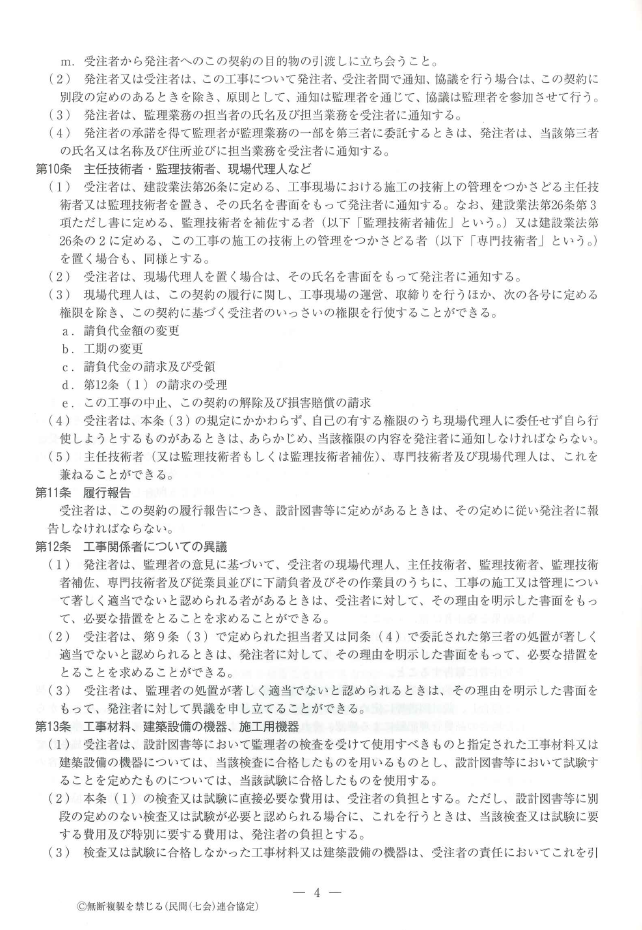 m．受注者から発注者へのこの契約の目的物の引渡しに立ち会うこと。
（2） 発注者又は受注者は、この工事について発注者、受注者間で通知、協議を行う場合は、この契約に
別段の定めのあるときを除き、原則として、通知は監理者を通じて、協議は監理者を参加させて行う。
（3） 発注者は、監理業務の担当者の氏名及び担当業務を受注者に通知する。
（4） 発注者の承諾を得て監理者が監理業務の一部を第三者に委託するときは、発注者は、当該第三者
の氏名又は名称及び住所並びに担当業務を受注者に通知する。
第10条 主任技術者・監理技術者、現場代理人など
（1） 受注者は、建設業法第26条に定める、工事現場における施工の技術上の管理をつかさどる主任技
術者又は監理技術者を置き、その氏名を書面をもって発注者に通知する。なお、建設業法第26条第3
項ただし書に定める、監理技術者を補佐する者（以下「監理技術者補佐」という。）又は建設業法第
26条の2に定める、この工事の施工の技術上の管理をつかさどる者（以下「専門技術者」という。）
を置く場合も、同様とする。
（2） 受注者は、現場代理人を置く場合は、その氏名を書面をもって発注者に通知する。
（3） 現場代理人は、この契約の履行に関し、工事現場の運営、取締りを行うほか、次の各号に定める
権限を除き、この契約に基づく受注者のいっさいの権限を行使することができる。
a．請負代金額の変更
b．工期の変更
c．請負代金の請求及び受領
d．第12条（1）の請求の受理
e．この工事の中止、この契約の解除及び損害賠償の請求
（4） 受注者は、本条（3）の規定にかかわらず、自己の有する権限のうち現場代理人に委任せず自ら行
使しようとするものがあるときは、あらかじめ、当該権限の内容を発注者に通知しなければならない。
（5） 主任技術者（又は監理技術者もしくは監理技術者補佐）、専門技術者及び現場代理人は、これを
兼ねることができる。
第11条 履行報告
受注者は、この契約の履行報告につき、設計図書等に定めがあるときは、その定めに従い発注者に報
告しなければならない。
第12条 工事関係者についての異議
（1） 発注者は、監理者の意見に基づいて、受注者の現場代理人、主任技術者、監理技術者、監理技術
者補佐、専門技術者及び従業員並びに下請負者及びその作業員のうちに、工事の施工又は管理につい
て著しく適当でないと認められる者があるときは、受注者に対して、その理由を明示した書面をもっ
て、必要な措置をとることを求めることができる。
（2） 受注者は、第9条（3）で定められた担当者又は同条（4）で委託された第三者の処置が著しく
適当でないと認められるときは、発注者に対して、その理由を明示した書面をもって、必要な措置を
とることを求めることができる。
（3） 受注者は、監理者の処置が著しく適当でないと認められるときは、その理由を明示した書面を
もって、発注者に対して異議を申し立てることができる。
第13条 工事材料、建築設備の機器、施工用機器
（1） 受注者は、設計図書等において監理者の検査を受けて使用すべきものと指定された工事材料又は
建築設備の機器については、当該検査に合格したものを用いるものとし、設計図書等において試験す
ることを定めたものについては、当該試験に合格したものを使用する。
（2） 本条（1）の検査又は試験に直接必要な費用は、受注者の負担とする。ただし、設計図書等に別
段の定めのない検査又は試験が必要と認められる場合に、これを行うときは、当該検査又は試験に要
する費用及び特別に要する費用は、発注者の負担とする。
（3） 検査又は試験に合格しなかった工事材料又は建築設備の機器は、受注者の責任においてこれを引
― 4 ―
Ⓒ無断複製を禁じる（民間（七会）連合協定）